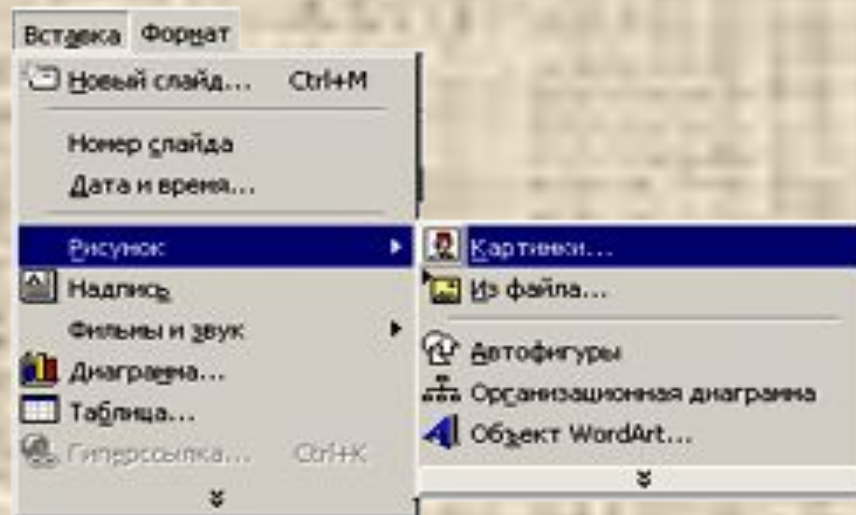 Вставка Формат
Новый слайд... Ctrl+M
Номер слайда
Дата и время...
Рисунок
Надпись
Фильмы и звук
Диаграмма...
Таблица...
Гиперссылка... Ctrl+K
Картинки...
Из файла...
Автофигуры
Организационная диаграмма
Объект WordArt...